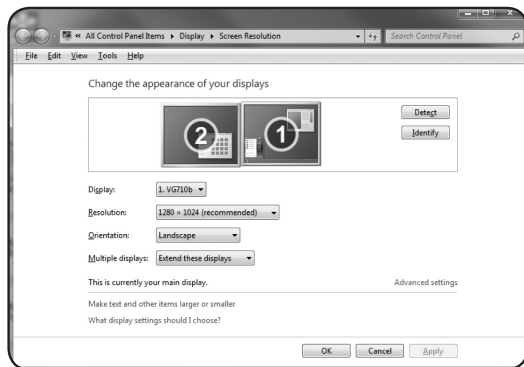 « All Control Panel Items ▸ Display ▸ Screen Resolution
Search Control Panel
File Edit View Tools Help
Change the appearance of your displays
2 1
Detect
Identify
Display: 1. VG710b
Resolution: 1280 × 1024 (recommended)
Orientation: Landscape
Multiple displays: Extend these displays
This is currently your main display. Advanced settings
Make text and other items larger or smaller
What display settings should I choose?
OK Cancel Apply